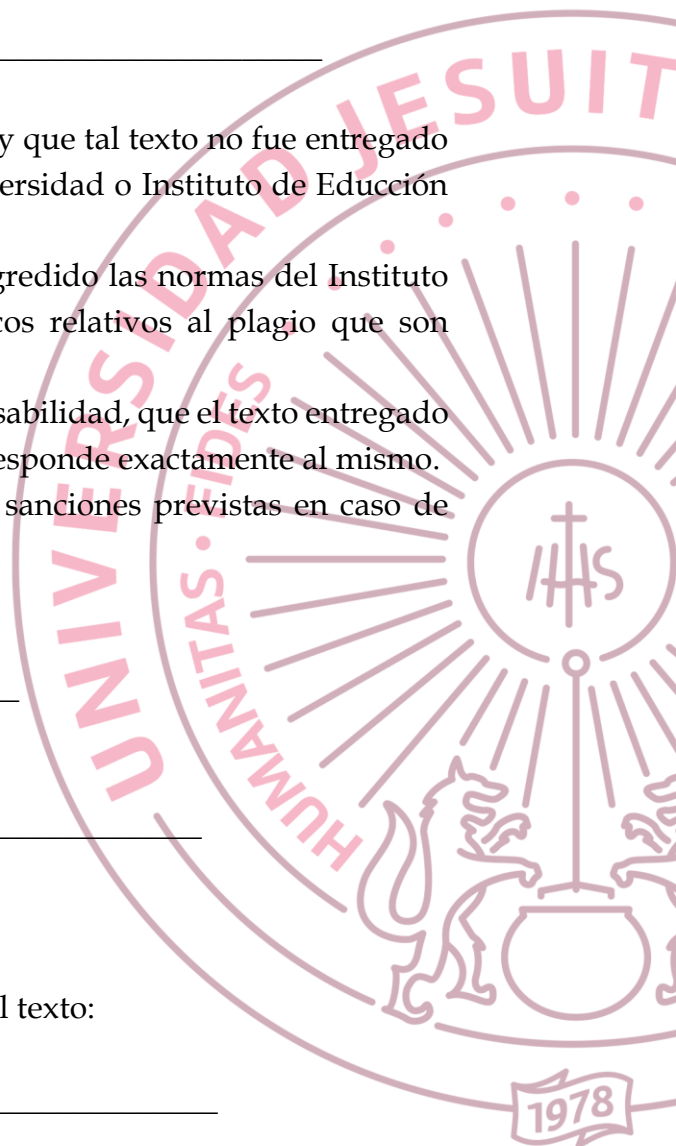 y que tal texto no fue entregado
versidad o Instituto de Educción
gredido las normas del Instituto
cos relativos al plagio que son
sabilidad, que el texto entregado
esponde exactamente al mismo.
sanciones previstas en caso de
l texto:
UNIVERSIDAD JESUIT
HUMANITAS • FIDES
IHS
1978